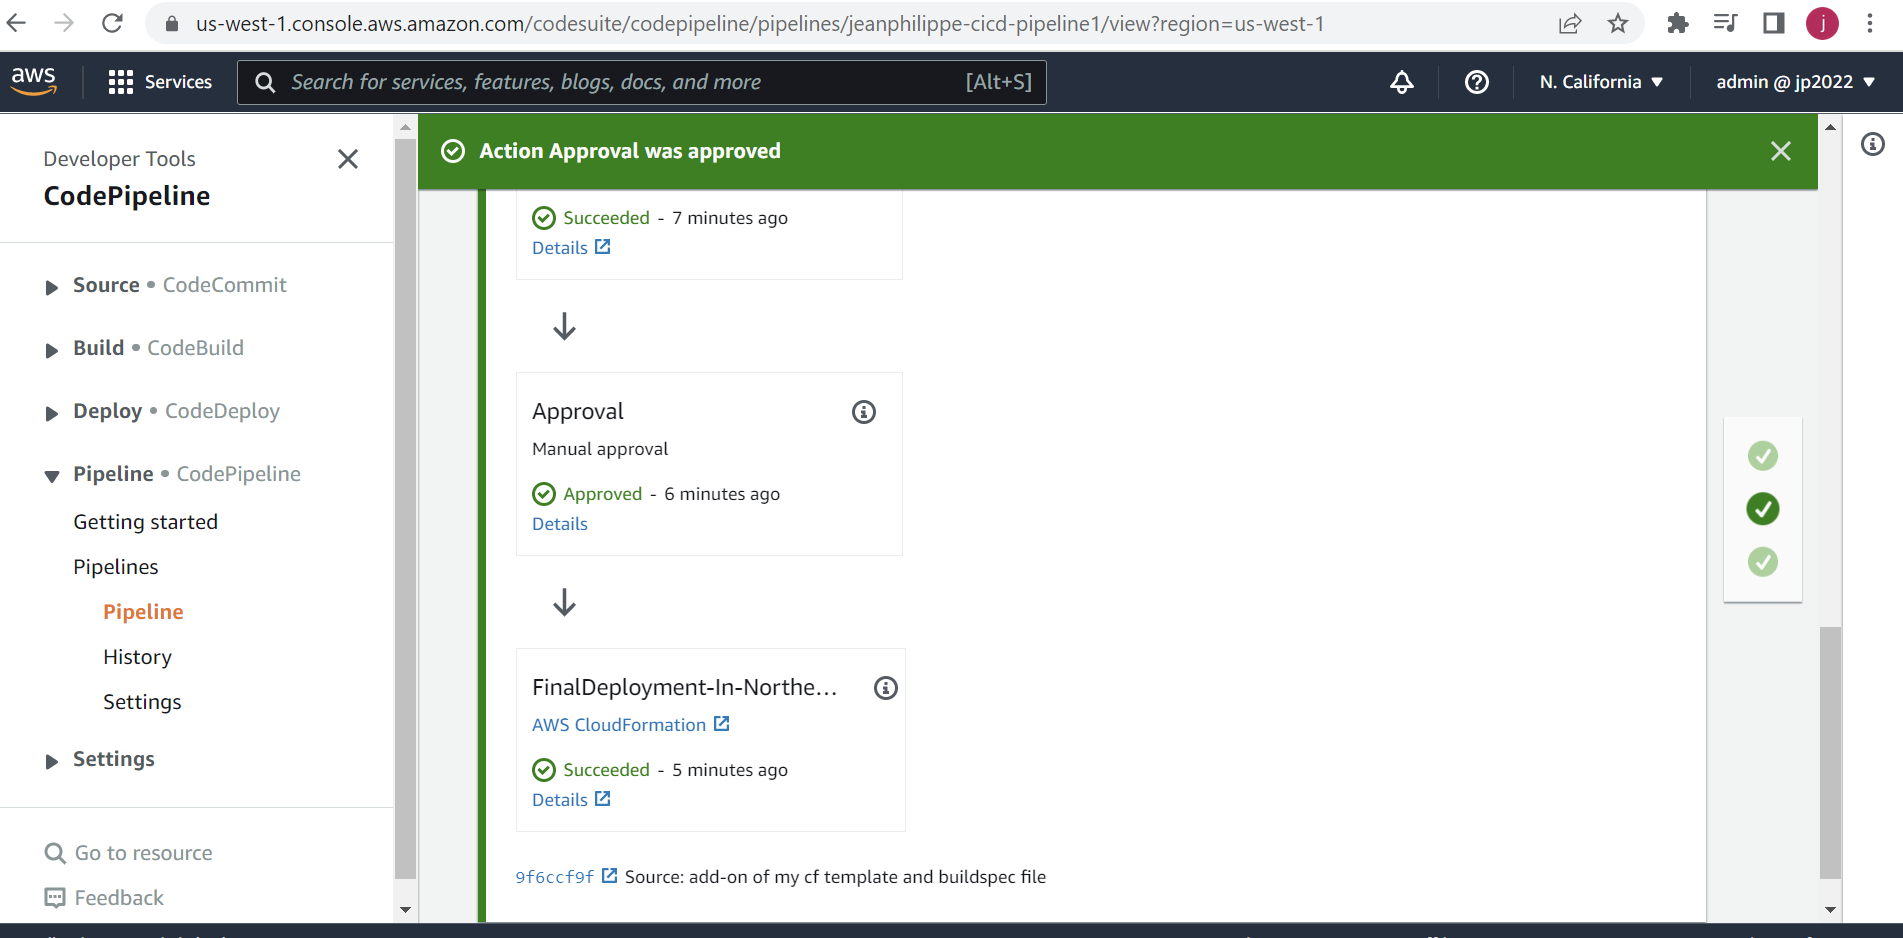 us-west-1.console.aws.amazon.com/codesuite/codepipeline/pipelines/jeanphilippe-cicd-pipeline1/view?region=us-west-1
j
aws
Services
Search for services, features, blogs, docs, and more [Alt+S]
N. California
admin @ jp2022
Developer Tools
CodePipeline
Source • CodeCommit
Build • CodeBuild
Deploy • CodeDeploy
Pipeline • CodePipeline
Getting started
Pipelines
Pipeline
History
Settings
Settings
Go to resource
Feedback
Action Approval was approved
Succeeded - 7 minutes ago
Details
Approval
Manual approval
Approved - 6 minutes ago
Details
FinalDeployment-In-Northe...
AWS CloudFormation
Succeeded - 5 minutes ago
Details
9f6ccf9f Source: add-on of my cf template and buildspec file